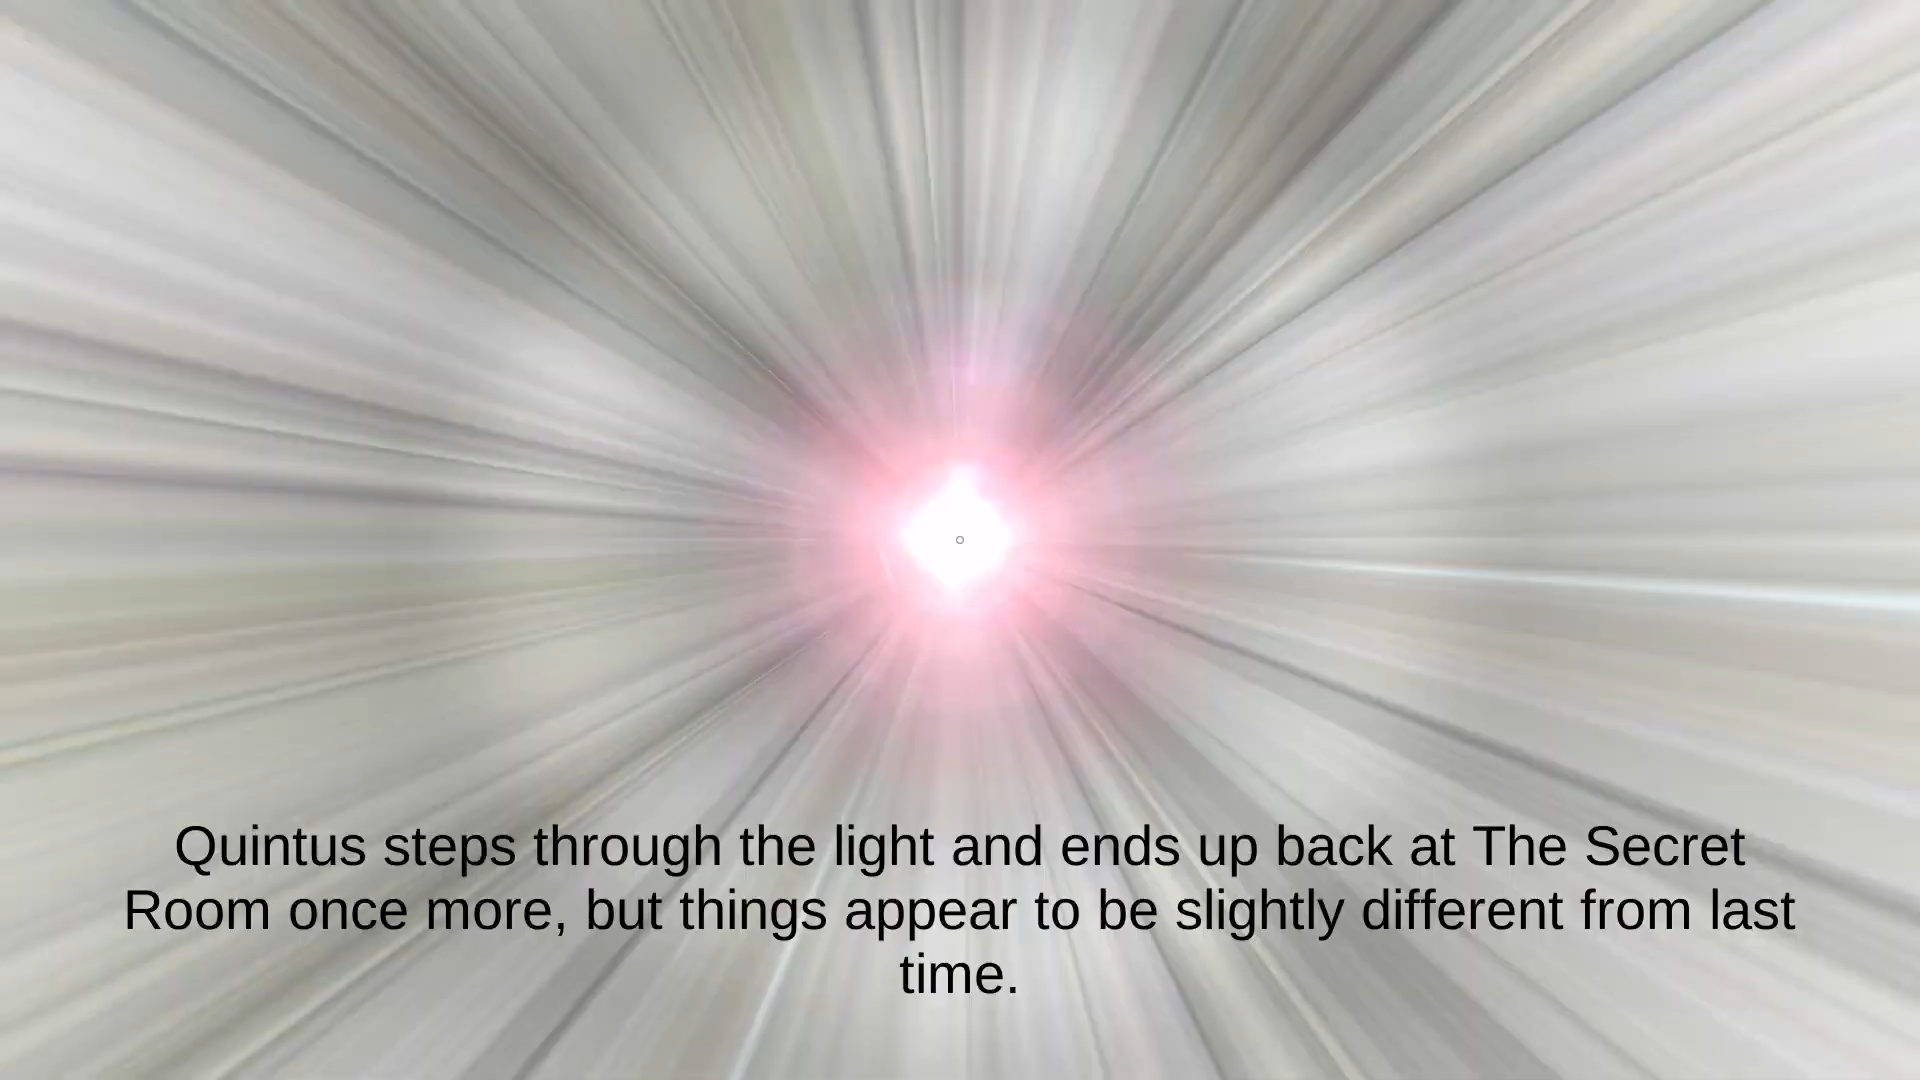 Quintus steps through the light and ends up back at The Secret
Room once more, but things appear to be slightly different from last
time.